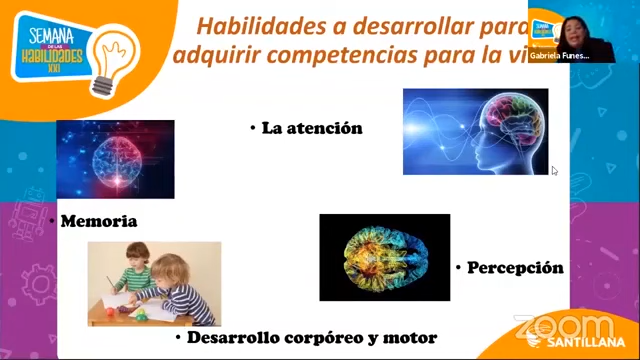 SEMANA
DE LAS
HABILIDADES
XXI
Habilidades a desarrollar para
adquirir competencias para la vi
Gabriela Funes...
• La atención
• Memoria
• Percepción
• Desarrollo corpóreo y motor
zoom
SANTILLANA